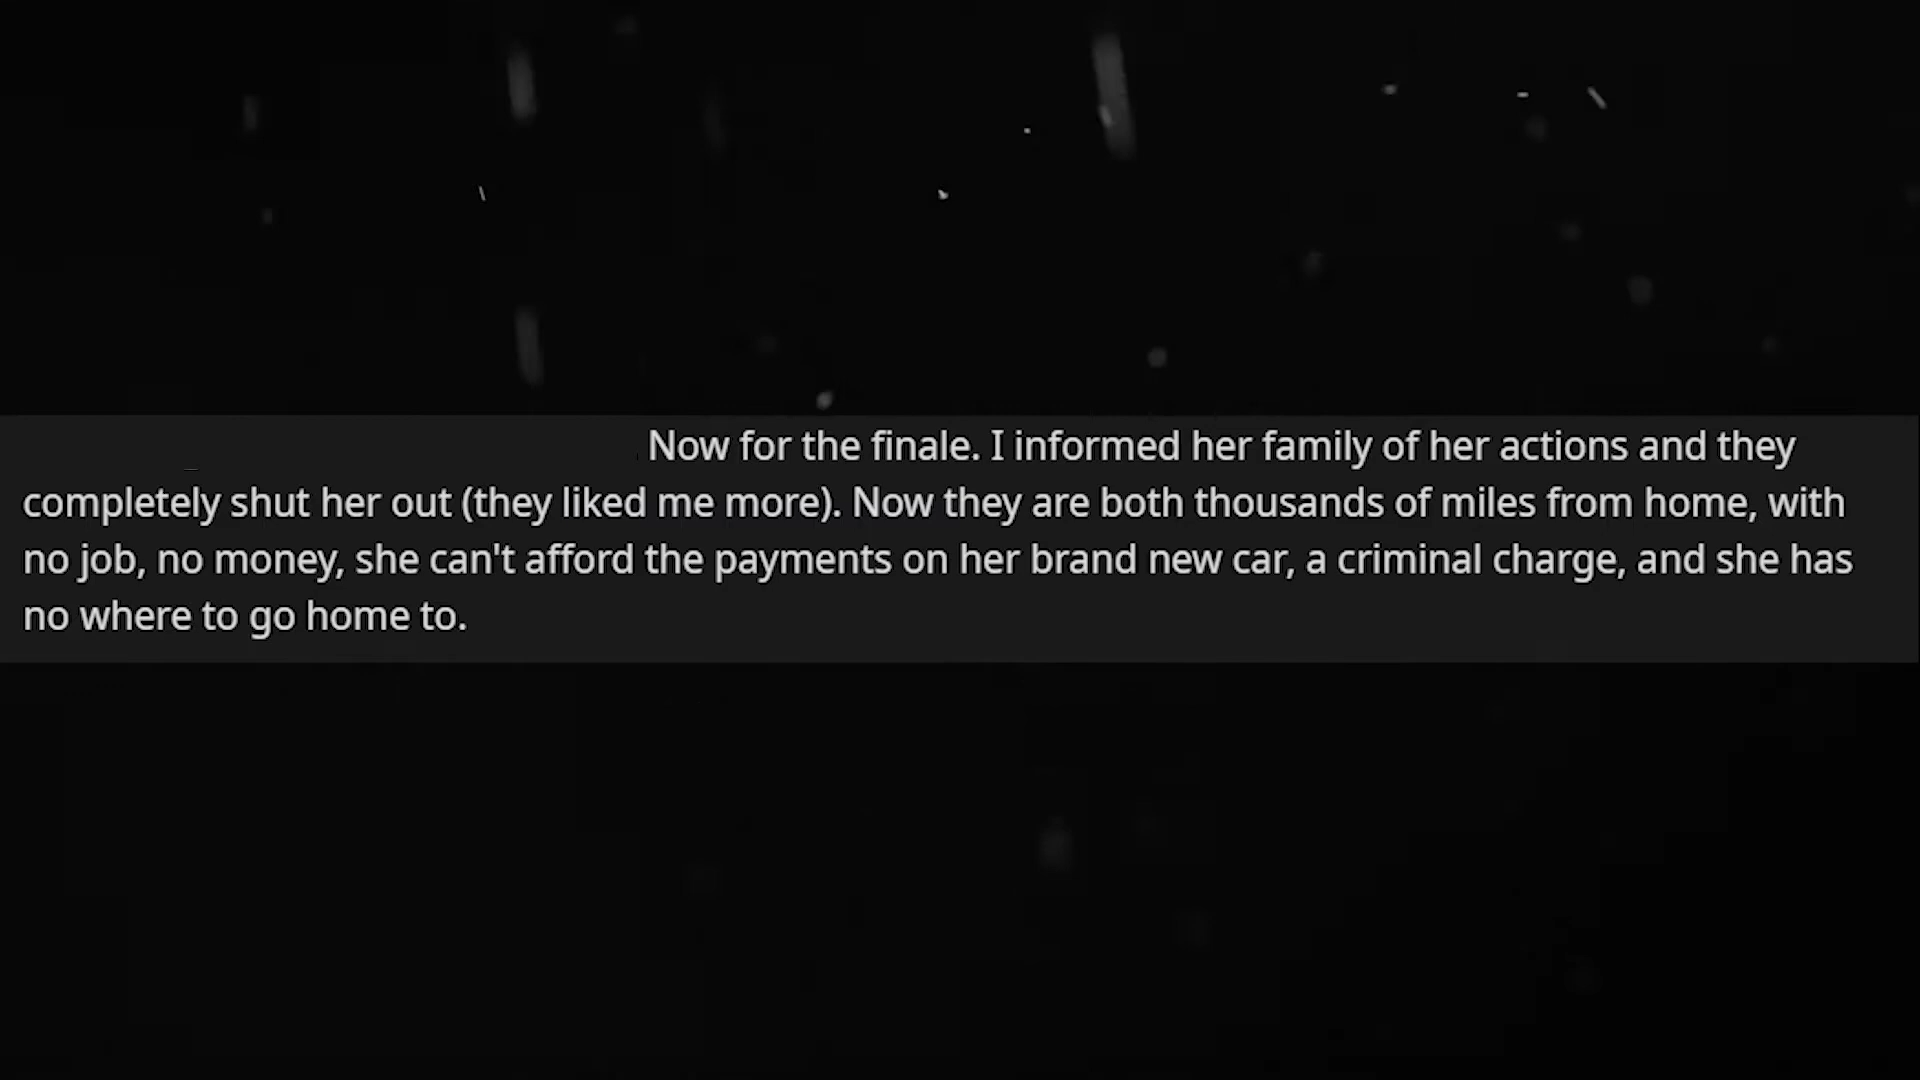 Now for the finale. I informed her family of her actions and they
completely shut her out (they liked me more). Now they are both thousands of miles from home, with
no job, no money, she can't afford the payments on her brand new car, a criminal charge, and she has
no where to go home to.